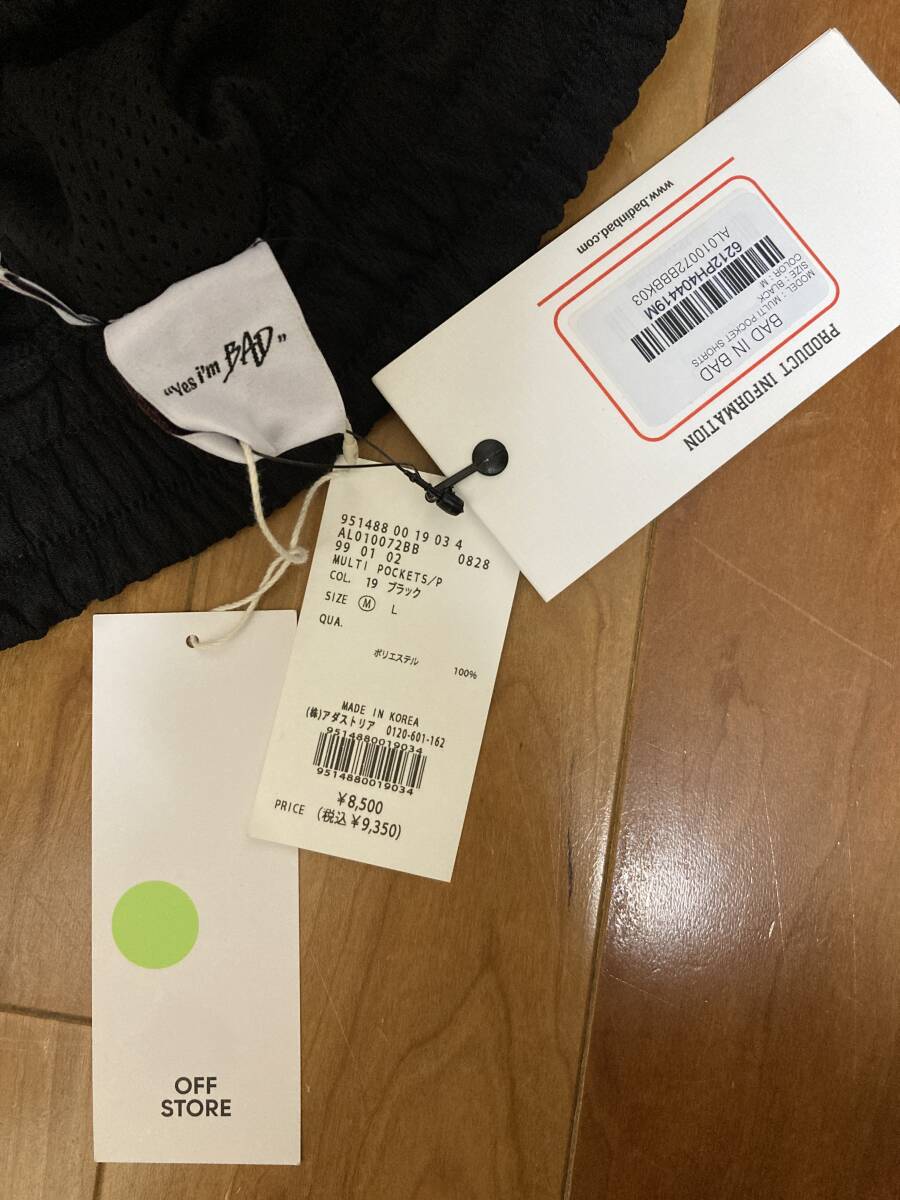 "Yes i'm BAD"
www.badinbad.com
PRODUCT INFORMATION
BAD IN BAD
MODEL : MULTI POCKET SHORTS
SIZE : BLACK
COLOR : M
6212PH404419M
AL010072BBBK03
951488 00 19 03 4
AL010072BB 0828
99 01 02
MULTI POCKETS/P
COL. 19 ブラック
SIZE M L
QUA.
ポリエステル 100%
MADE IN KOREA
(株)アダストリア 0120-601-162
9514880019034
9514880019034
¥8,500
PRICE (税込 ¥9,350)
OFF
STORE